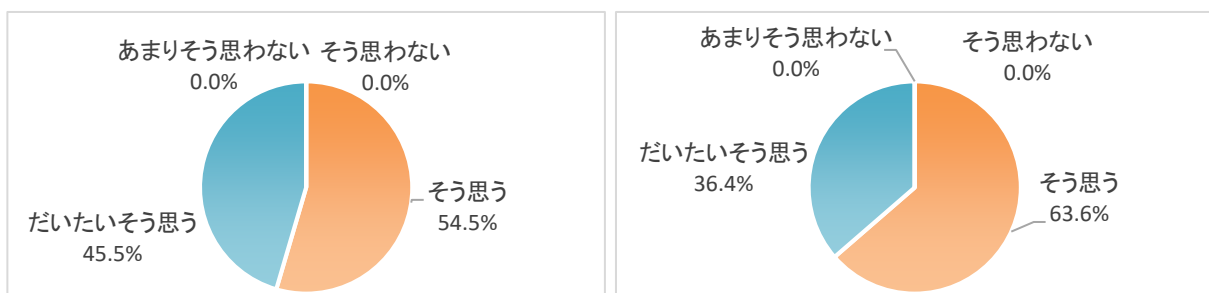 あまりそう思わない
0.0%
そう思わない
0.0%
そう思う
54.5%
だいたいそう思う
45.5%
あまりそう思わない
0.0%
そう思わない
0.0%
だいたいそう思う
36.4%
そう思う
63.6%